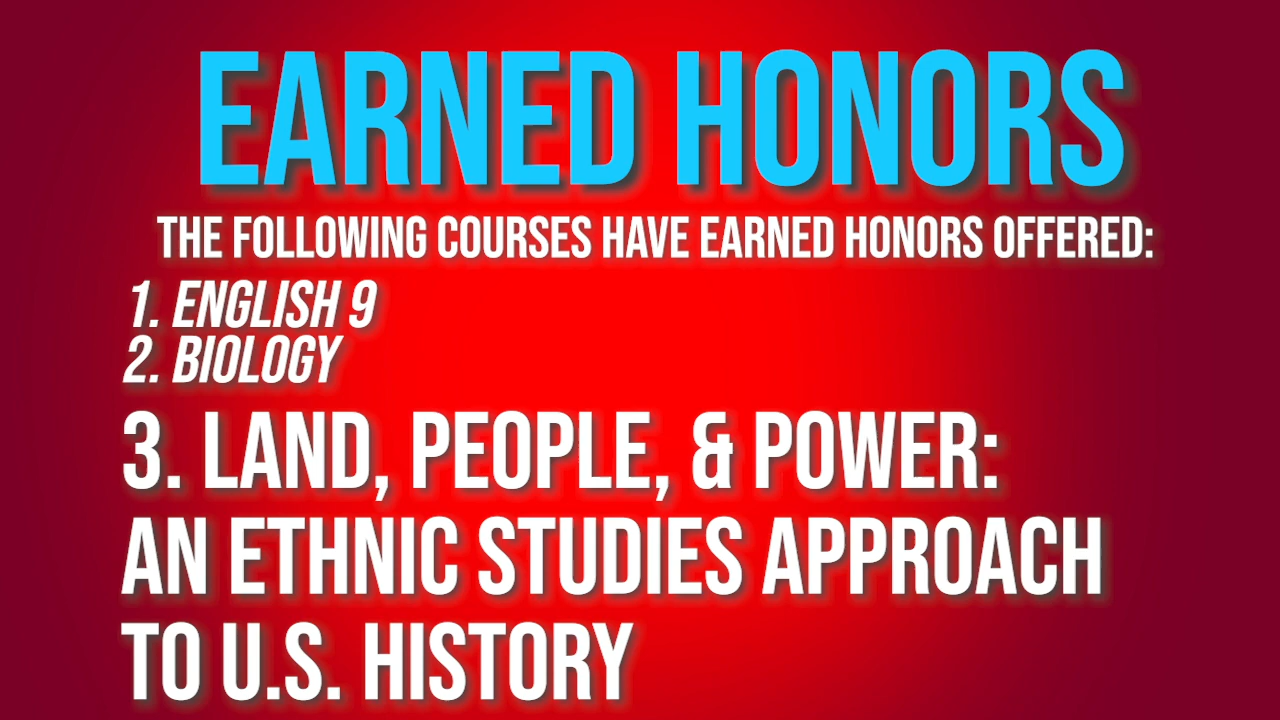 EARNED HONORS
THE FOLLOWING COURSES HAVE EARNED HONORS OFFERED:
1. ENGLISH 9
2. BIOLOGY
3. LAND, PEOPLE, & POWER:
AN ETHNIC STUDIES APPROACH
TO U.S. HISTORY